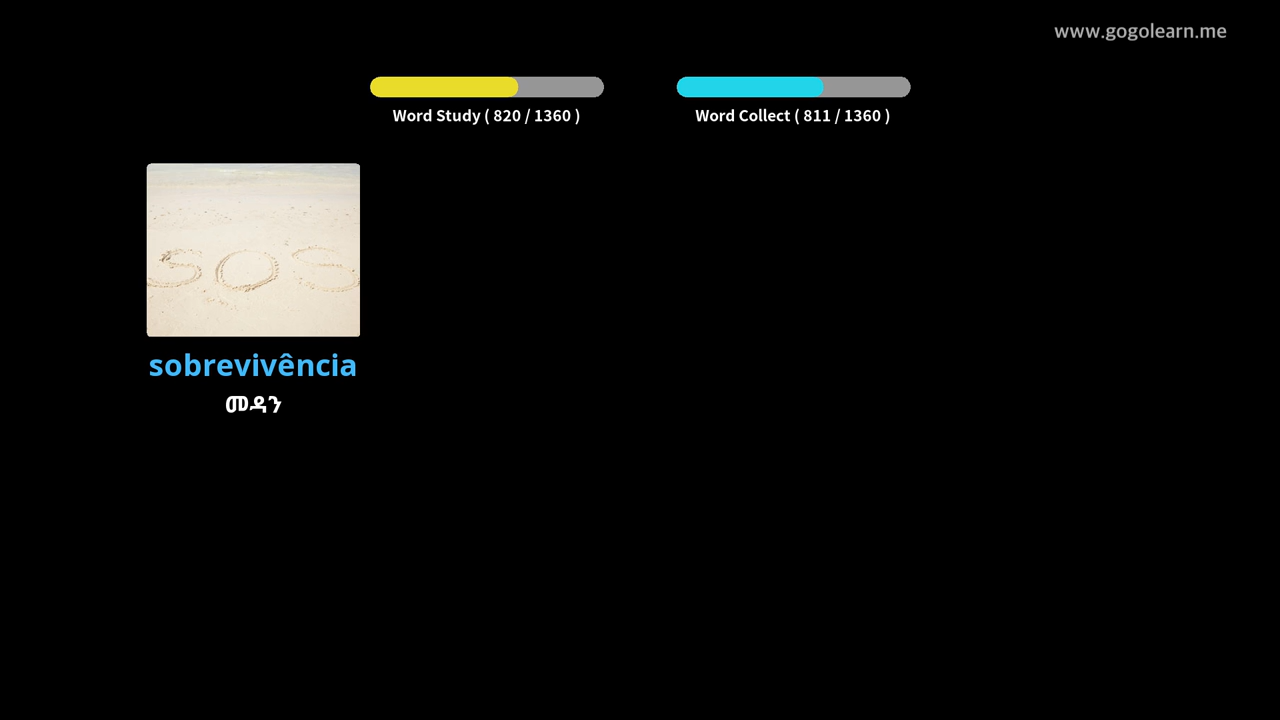 www.gogolearn.me
Word Study ( 820 / 1360 )
Word Collect ( 811 / 1360 )
SOS
sobrevivência
መዳን